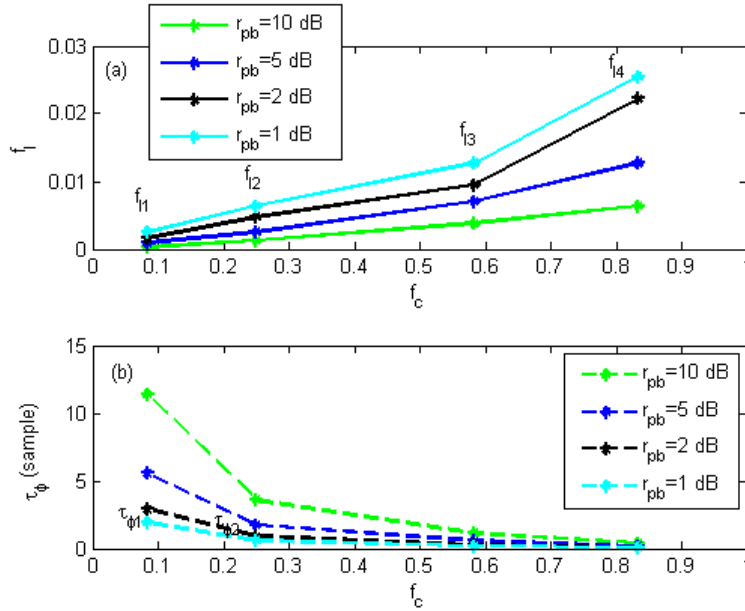 r_pb=10 dB
r_pb=5 dB
r_pb=2 dB
r_pb=1 dB
(a)
0.03
0.02
0.01
0
f_l
f_l1
f_l2
f_l3
f_l4
0 0.1 0.2 0.3 0.4 0.5 0.6 0.7 0.8 0.9
f_c
(b)
15
10
5
0
τ_ϕ (sample)
τ_ϕ1
τ_ϕ2
r_pb=10 dB
r_pb=5 dB
r_pb=2 dB
r_pb=1 dB
0 0.1 0.2 0.3 0.4 0.5 0.6 0.7 0.8 0.9
f_c